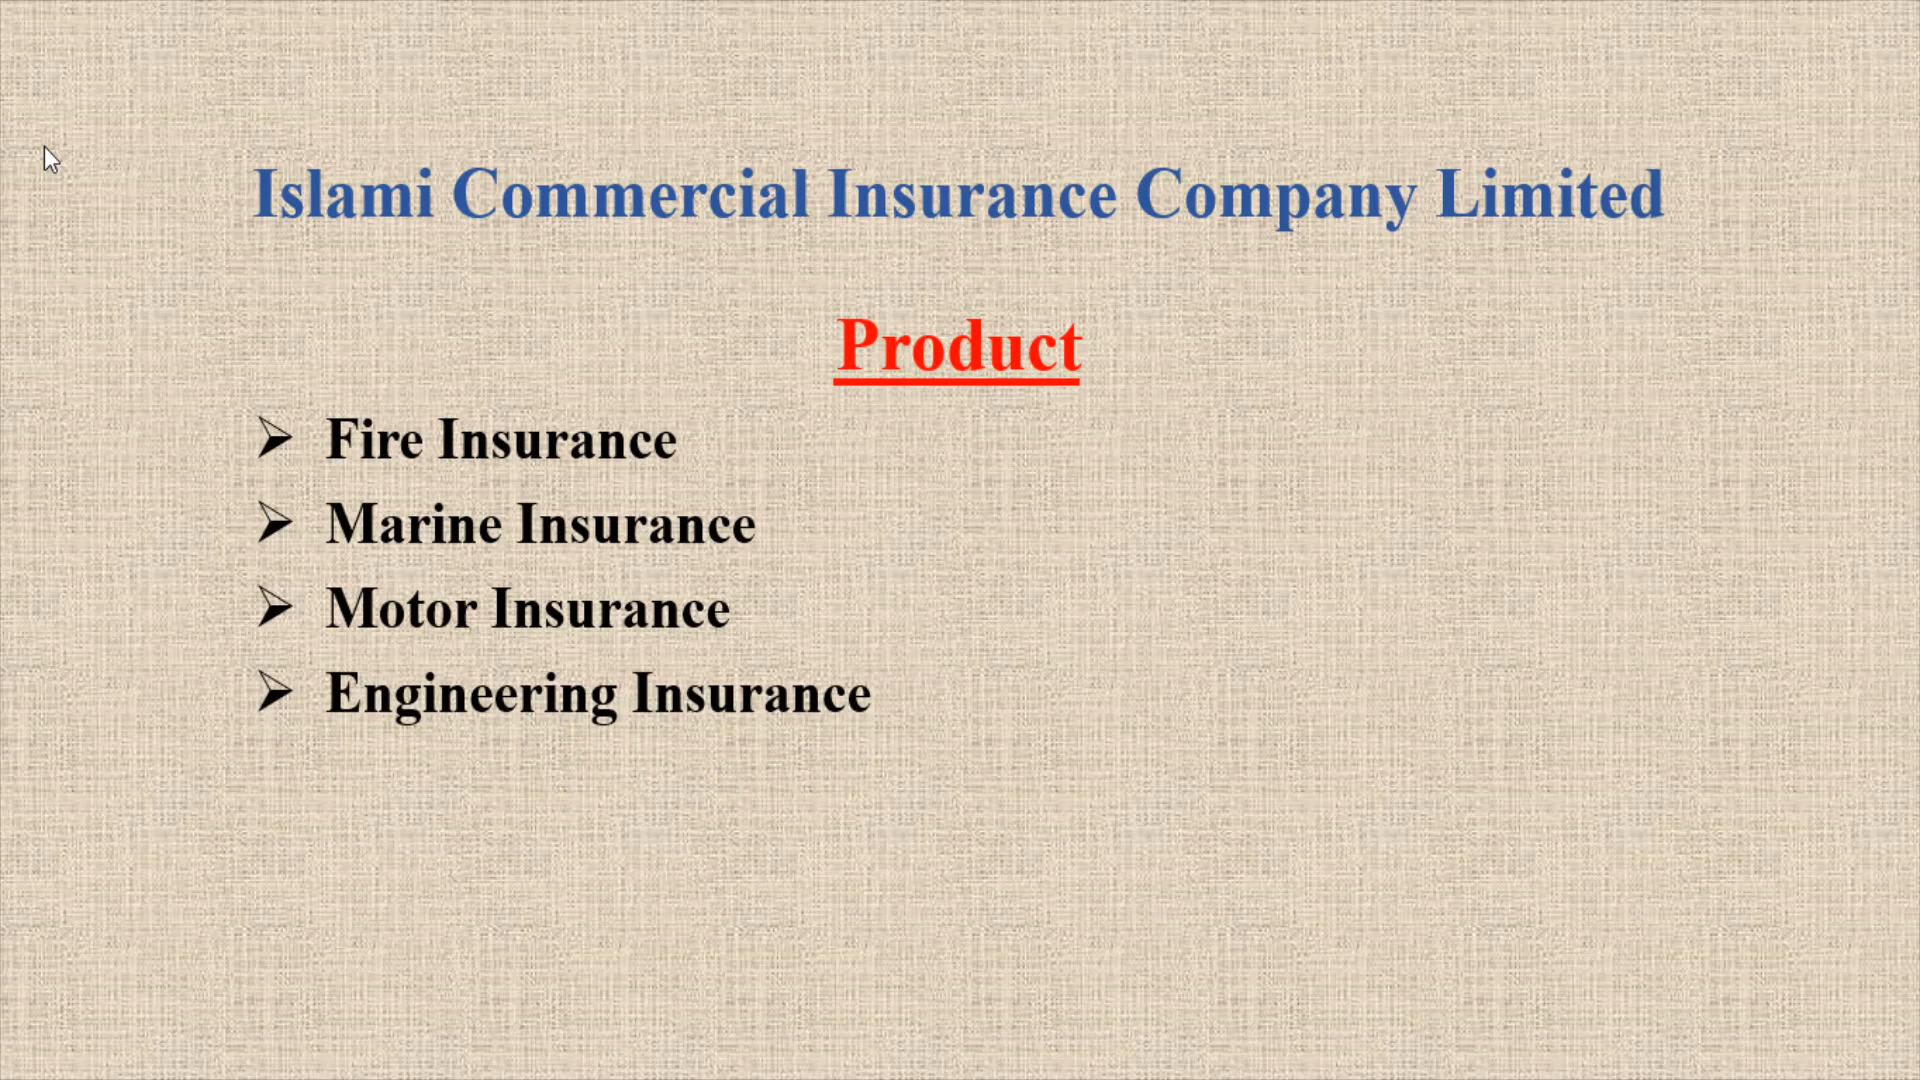 Islami Commercial Insurance Company Limited
Product
➢ Fire Insurance
➢ Marine Insurance
➢ Motor Insurance
➢ Engineering Insurance